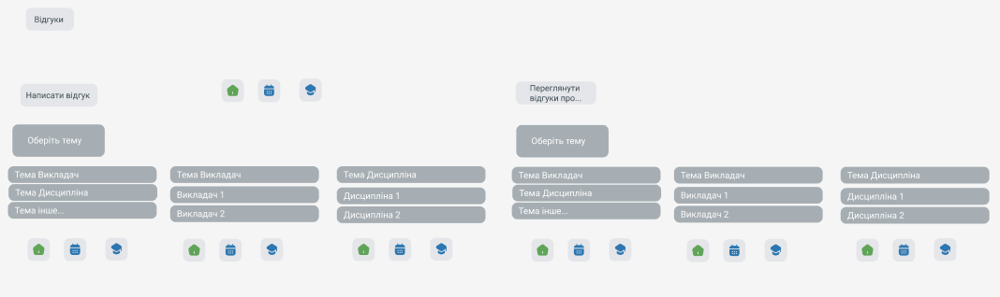 Відгуки
Написати відгук
Оберіть тему
Тема Викладач
Тема Дисципліна
Тема інше...
Тема Викладач
Викладач 1
Викладач 2
Тема Дисципліна
Дисципліна 1
Дисципліна 2
Переглянути
відгуки про...
Оберіть тему
Тема Викладач
Тема Дисципліна
Тема інше...
Тема Викладач
Викладач 1
Викладач 2
Тема Дисципліна
Дисципліна 1
Дисципліна 2